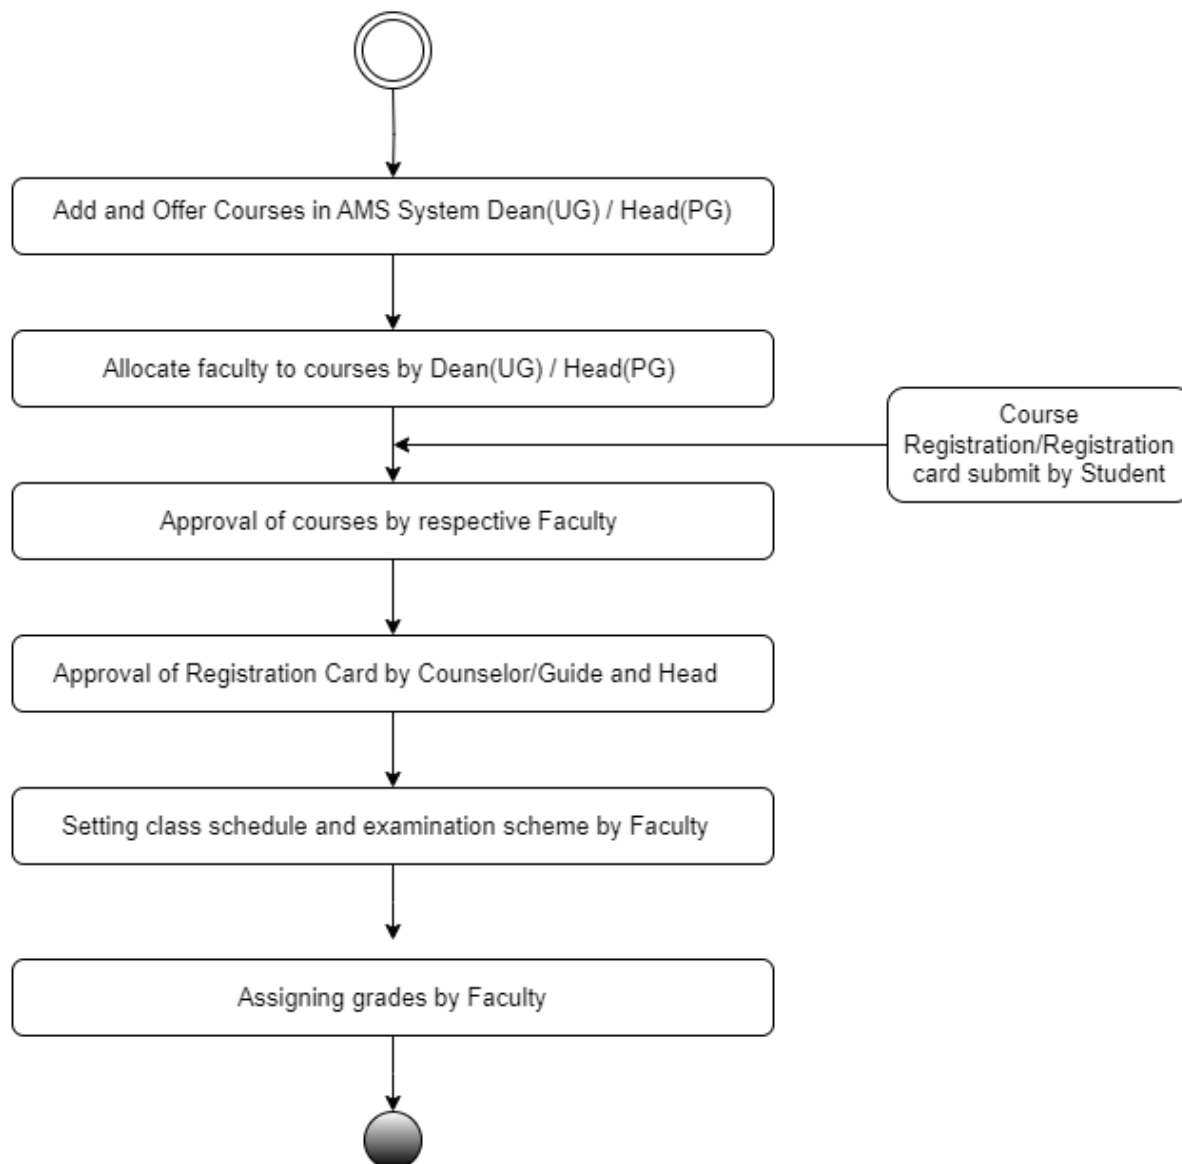 Add and Offer Courses in AMS System Dean(UG) / Head(PG)
Allocate faculty to courses by Dean(UG) / Head(PG)
Course
Registration/Registration
card submit by Student
Approval of courses by respective Faculty
Approval of Registration Card by Counselor/Guide and Head
Setting class schedule and examination scheme by Faculty
Assigning grades by Faculty